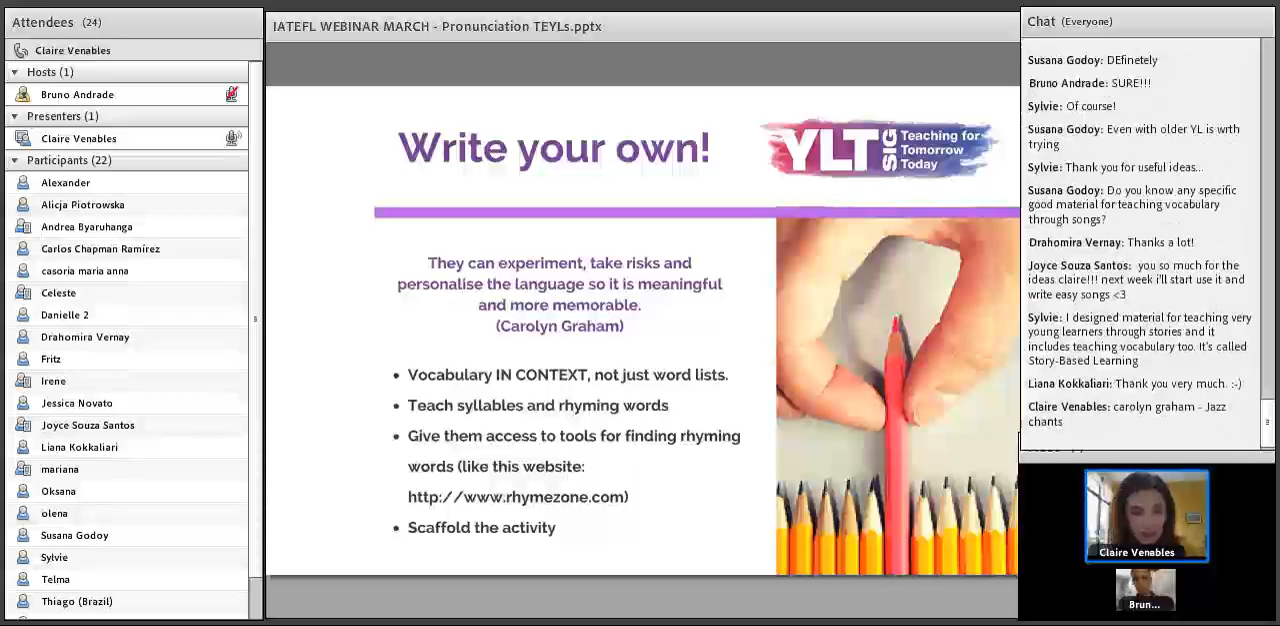 Attendees (24)
Claire Venables
Hosts (1)
Bruno Andrade
Presenters (1)
Claire Venables
Participants (22)
Alexander
Alicja Piotrowska
Andrea Byaruhanga
Carlos Chapman Ramírez
casoria maria anna
Celeste
Danielle 2
Drahomira Vernay
Fritz
Irene
Jessica Novato
Joyce Souza Santos
Liana Kokkaliari
mariana
Oksana
olena
Susana Godoy
Sylvie
Telma
Thiago (Brazil)
IATEFL WEBINAR MARCH - Pronunciation TEYLs.pptx
Write your own!
YLT SIG
Teaching for
Tomorrow
Today
They can experiment, take risks and
personalise the language so it is meaningful
and more memorable.
(Carolyn Graham)
• Vocabulary IN CONTEXT, not just word lists.
• Teach syllables and rhyming words
• Give them access to tools for finding rhyming
words (like this website:
http://www.rhymezone.com)
• Scaffold the activity
Chat (Everyone)
Susana Godoy: DEfinetely
Bruno Andrade: SURE!!!
Sylvie: Of course!
Susana Godoy: Even with older YL is wrth
trying
Sylvie: Thank you for useful ideas...
Susana Godoy: Do you know any specific
good material for teaching vocabulary
through songs?
Drahomira Vernay: Thanks a lot!
Joyce Souza Santos: you so much for the
ideas claire!!! next week i'll start use it and
write easy songs <3
Sylvie: I designed material for teaching very
young learners through stories and it
includes teaching vocabulary too. It's called
Story-Based Learning
Liana Kokkaliari: Thank you very much. :-)
Claire Venables: carolyn graham - Jazz
chants
Claire Venables
Brun...